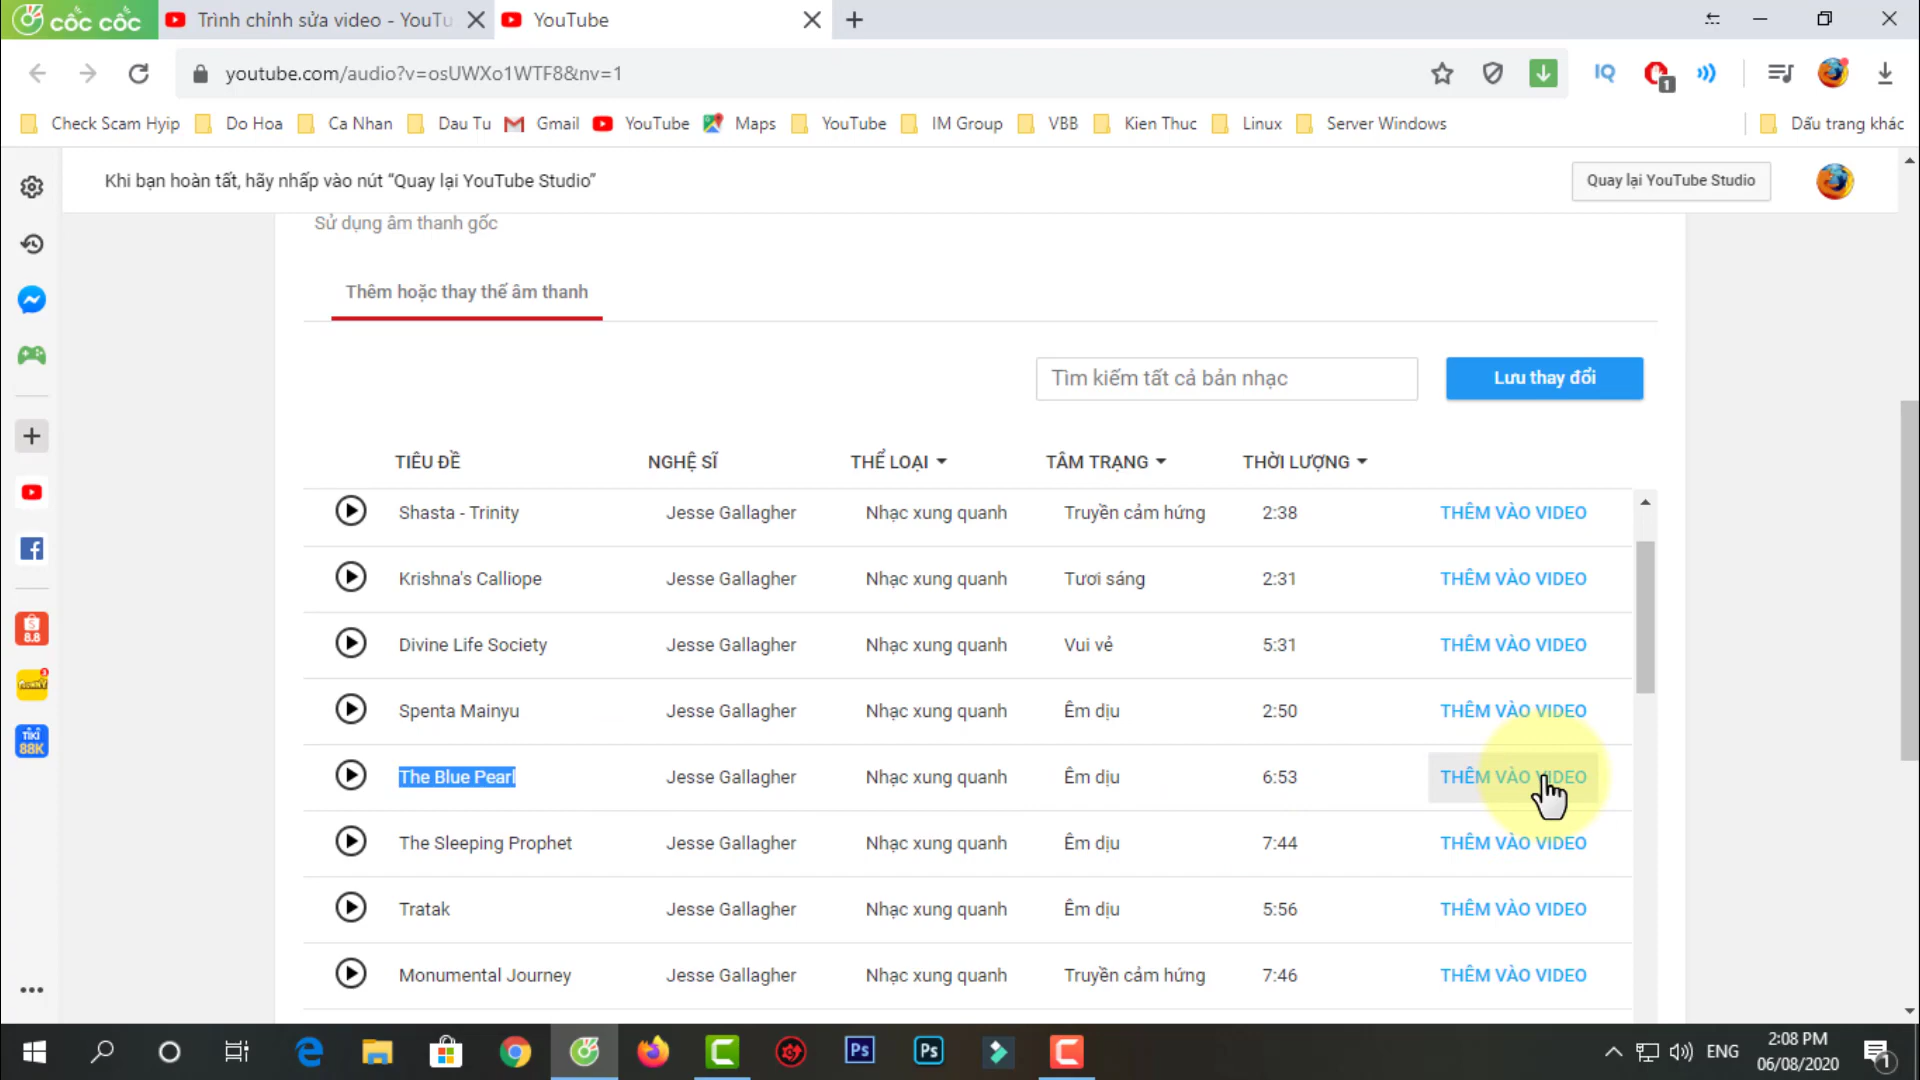 cốc cốc
Trình chỉnh sửa video - YouTu
YouTube
youtube.com/audio?v=osUWXo1WTF8&nv=1
IQ
1
Check Scam Hyip
Do Hoa
Ca Nhan
Dau Tu
Gmail
YouTube
Maps
YouTube
IM Group
VBB
Kien Thuc
Linux
Server Windows
Dấu trang khác
Khi bạn hoàn tất, hãy nhấp vào nút “Quay lại YouTube Studio”
Quay lại YouTube Studio
Sử dụng âm thanh gốc
Thêm hoặc thay thế âm thanh
Tìm kiếm tất cả bản nhạc
Lưu thay đổi
TIÊU ĐỀ NGHỆ SĨ THỂ LOẠI TÂM TRẠNG THỜI LƯỢNG
Shasta - Trinity Jesse Gallagher Nhạc xung quanh Truyền cảm hứng 2:38 THÊM VÀO VIDEO
Krishna's Calliope Jesse Gallagher Nhạc xung quanh Tươi sáng 2:31 THÊM VÀO VIDEO
Divine Life Society Jesse Gallagher Nhạc xung quanh Vui vẻ 5:31 THÊM VÀO VIDEO
Spenta Mainyu Jesse Gallagher Nhạc xung quanh Êm dịu 2:50 THÊM VÀO VIDEO
The Blue Pearl Jesse Gallagher Nhạc xung quanh Êm dịu 6:53 THÊM VÀO VIDEO
The Sleeping Prophet Jesse Gallagher Nhạc xung quanh Êm dịu 7:44 THÊM VÀO VIDEO
Tratak Jesse Gallagher Nhạc xung quanh Êm dịu 5:56 THÊM VÀO VIDEO
Monumental Journey Jesse Gallagher Nhạc xung quanh Truyền cảm hứng 7:46 THÊM VÀO VIDEO
S
8.8
TIKI
88K
Ps
Ps
ENG
2:08 PM
06/08/2020
1